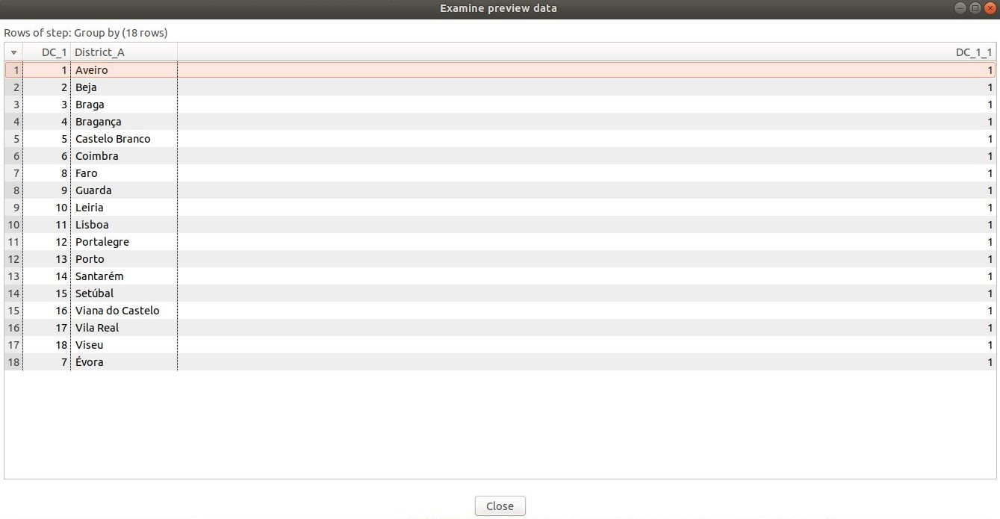 Examine preview data
Rows of step: Group by (18 rows)
DC_1 District_A DC_1_1
1 1 Aveiro 1
2 2 Beja 1
3 3 Braga 1
4 4 Bragança 1
5 5 Castelo Branco 1
6 6 Coimbra 1
7 8 Faro 1
8 9 Guarda 1
9 10 Leiria 1
10 11 Lisboa 1
11 12 Portalegre 1
12 13 Porto 1
13 14 Santarém 1
14 15 Setúbal 1
15 16 Viana do Castelo 1
16 17 Vila Real 1
17 18 Viseu 1
18 7 Évora 1
Close